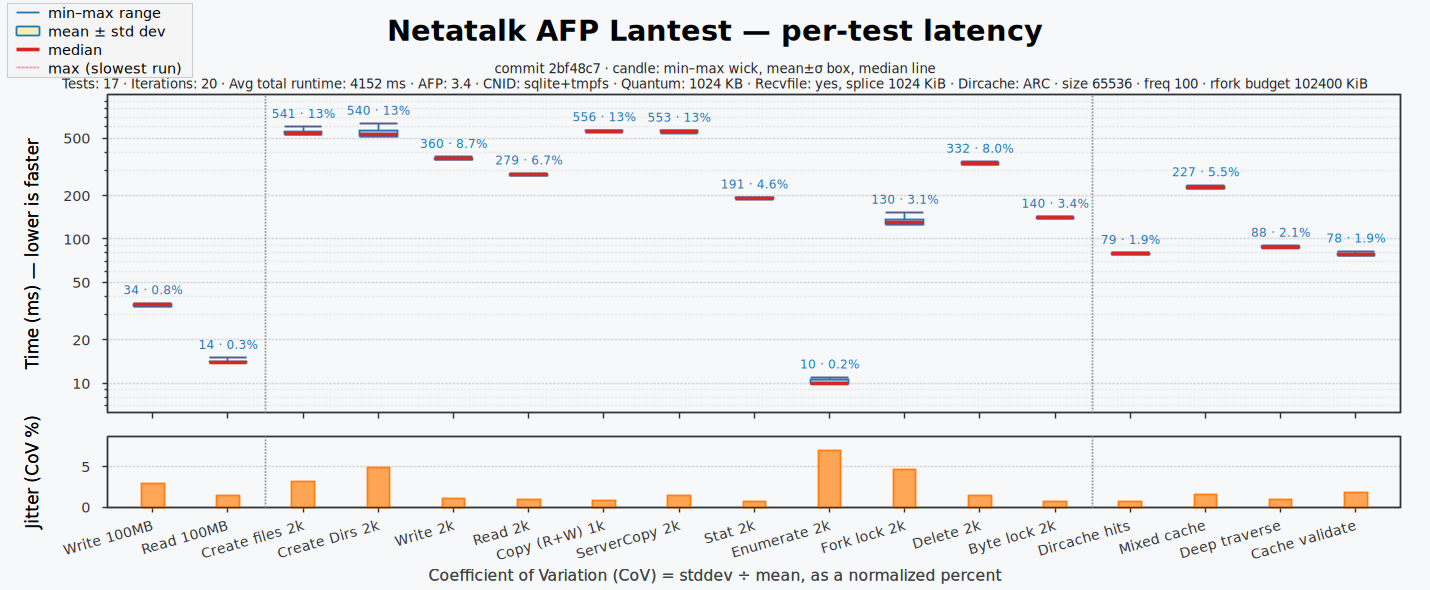 min–max range
mean ± std dev
median
max (slowest run)
Netatalk AFP Lantest — per-test latency
commit 2bf48c7 · candle: min–max wick, mean±σ box, median line
Tests: 17 · Iterations: 20 · Avg total runtime: 4152 ms · AFP: 3.4 · CNID: sqlite+tmpfs · Quantum: 1024 KB · Recvfile: yes, splice 1024 KiB · Dircache: ARC · size 65536 · freq 100 · rfork budget 102400 KiB
Time (ms) — lower is faster
500
200
100
50
20
10
34 · 0.8%
14 · 0.3%
541 · 13%
540 · 13%
360 · 8.7%
279 · 6.7%
556 · 13%
553 · 13%
191 · 4.6%
10 · 0.2%
130 · 3.1%
332 · 8.0%
140 · 3.4%
79 · 1.9%
227 · 5.5%
88 · 2.1%
78 · 1.9%
Jitter (CoV %)
5
0
Write 100MB
Read 100MB
Create files 2k
Create Dirs 2k
Write 2k
Read 2k
Copy (R+W) 1k
ServerCopy 2k
Stat 2k
Enumerate 2k
Fork lock 2k
Delete 2k
Byte lock 2k
Dircache hits
Mixed cache
Deep traverse
Cache validate
Coefficient of Variation (CoV) = stddev ÷ mean, as a normalized percent